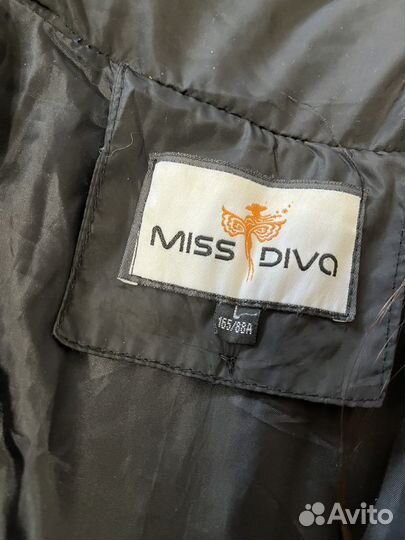 MISS DIVA
L
165/88A
Avito